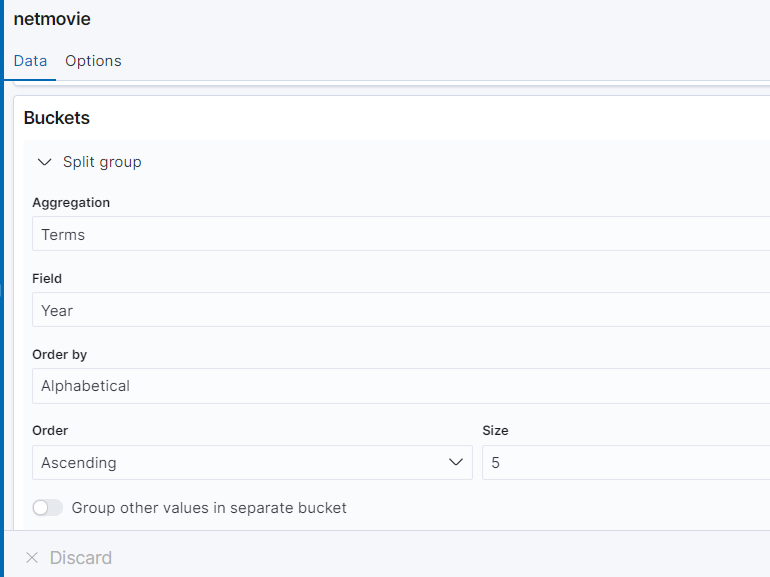 netmovie
Data Options
Buckets
Split group
Aggregation
Terms
Field
Year
Order by
Alphabetical
Order Size
Ascending 5
Group other values in separate bucket
Discard